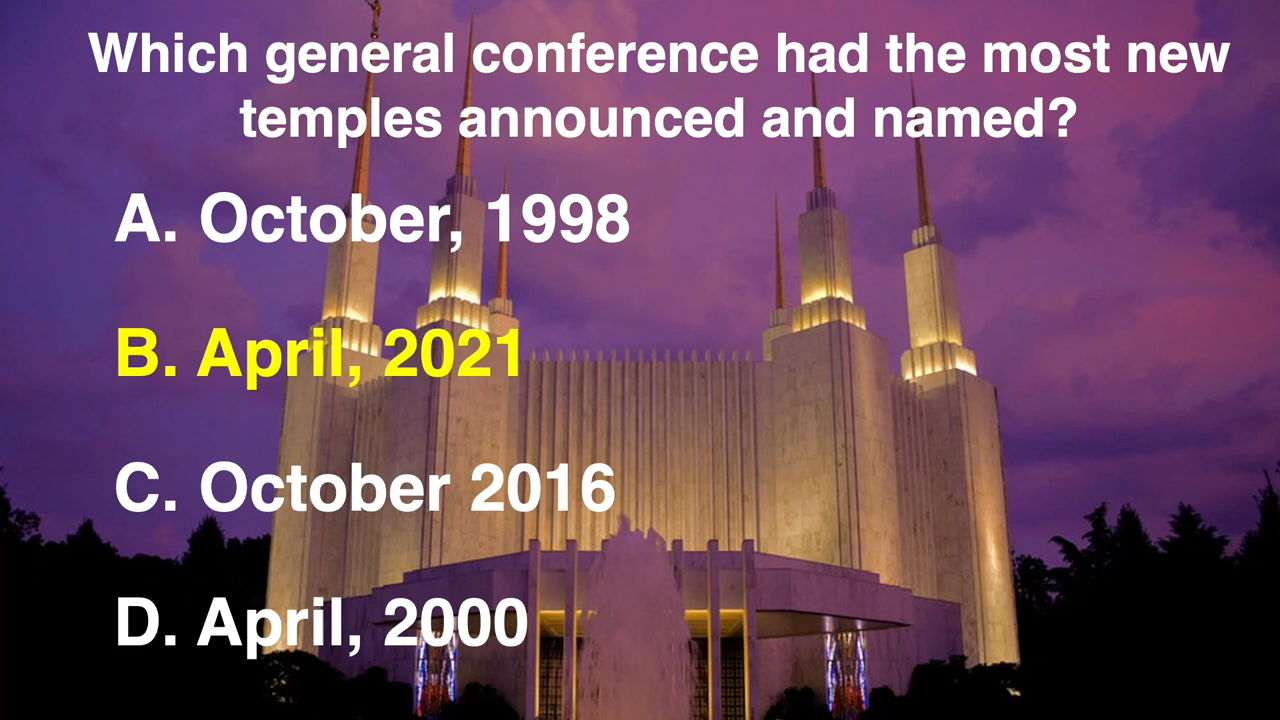 Which general conference had the most new
temples announced and named?
A. October, 1998
B. April, 2021
C. October 2016
D. April, 2000